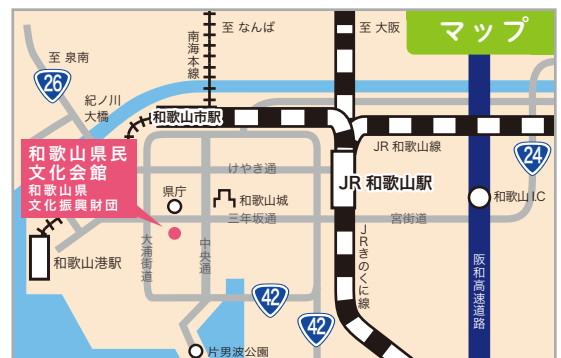 マップ
至 なんば
至 大阪
南海本線
至 泉南
26
紀ノ川
大橋
和歌山市駅
JR 和歌山線
24
和歌山県民
文化会館
和歌山県
文化振興財団
けやき通
JR 和歌山駅
県庁
和歌山城
和歌山 I.C
三年坂通
宮街道
大浦街道
中央通
JRきのくに線
阪和高速道路
和歌山港駅
42
42
片男波公園